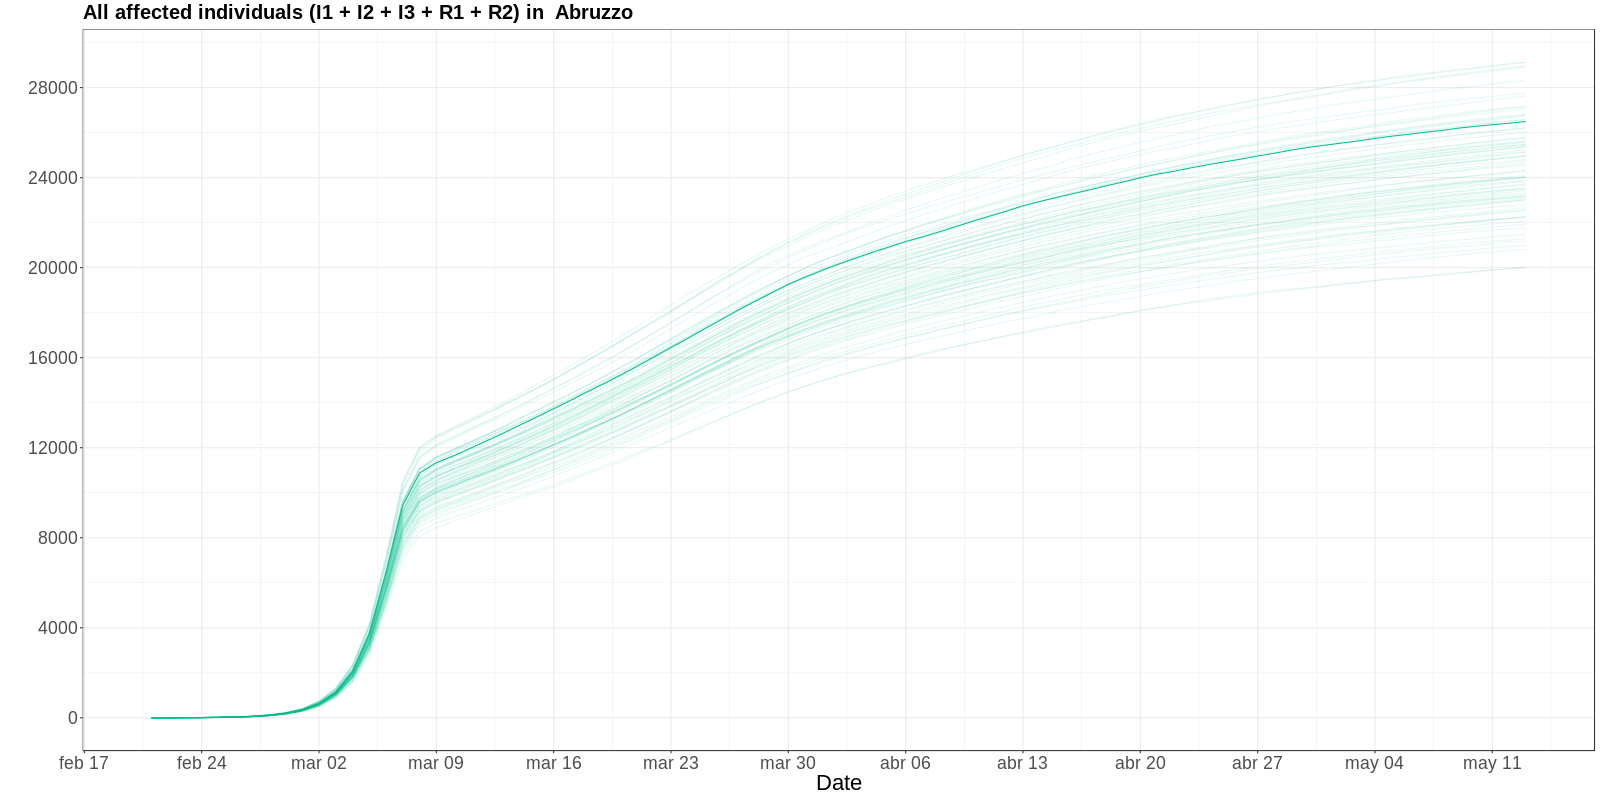 All affected individuals (I1 + I2 + I3 + R1 + R2) in  Abruzzo
28000
24000
20000
16000
12000
8000
4000
0
feb 17 feb 24 mar 02 mar 09 mar 16 mar 23 mar 30 abr 06 abr 13 abr 20 abr 27 may 04 may 11
Date